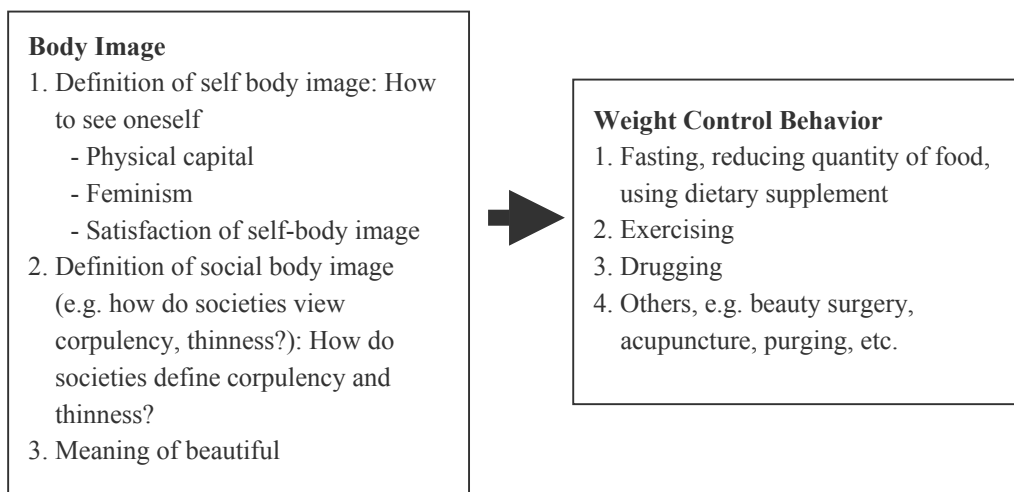 Body Image
1. Definition of self body image: How
to see oneself
- Physical capital
- Feminism
- Satisfaction of self-body image
2. Definition of social body image
(e.g. how do societies view
corpulency, thinness?): How do
societies define corpulency and
thinness?
3. Meaning of beautiful
Weight Control Behavior
1. Fasting, reducing quantity of food,
using dietary supplement
2. Exercising
3. Drugging
4. Others, e.g. beauty surgery,
acupuncture, purging, etc.